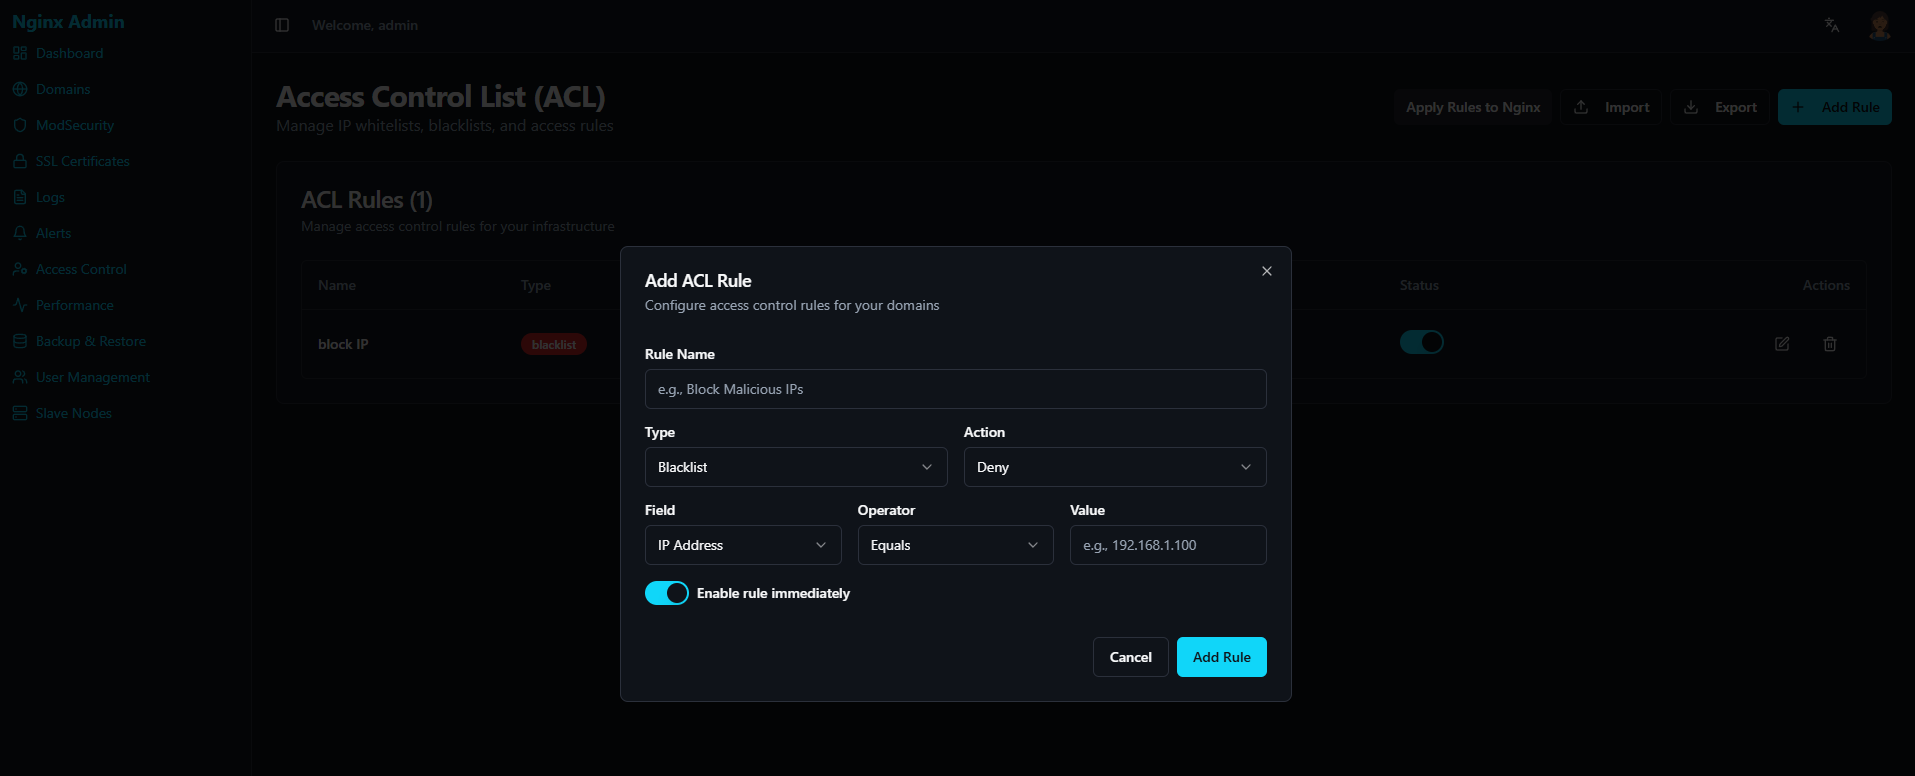 Nginx Admin
Dashboard
Domains
ModSecurity
SSL Certificates
Logs
Alerts
Access Control
Performance
Backup & Restore
User Management
Slave Nodes
Welcome, admin
Access Control List (ACL)
Manage IP whitelists, blacklists, and access rules
Apply Rules to Nginx
Import
Export
Add Rule
ACL Rules (1)
Manage access control rules for your infrastructure
Name Type Status Actions
block IP blacklist
Add ACL Rule
Configure access control rules for your domains
Rule Name
e.g., Block Malicious IPs
Type Action
Blacklist Deny
Field Operator Value
IP Address Equals e.g., 192.168.1.100
Enable rule immediately
Cancel Add Rule